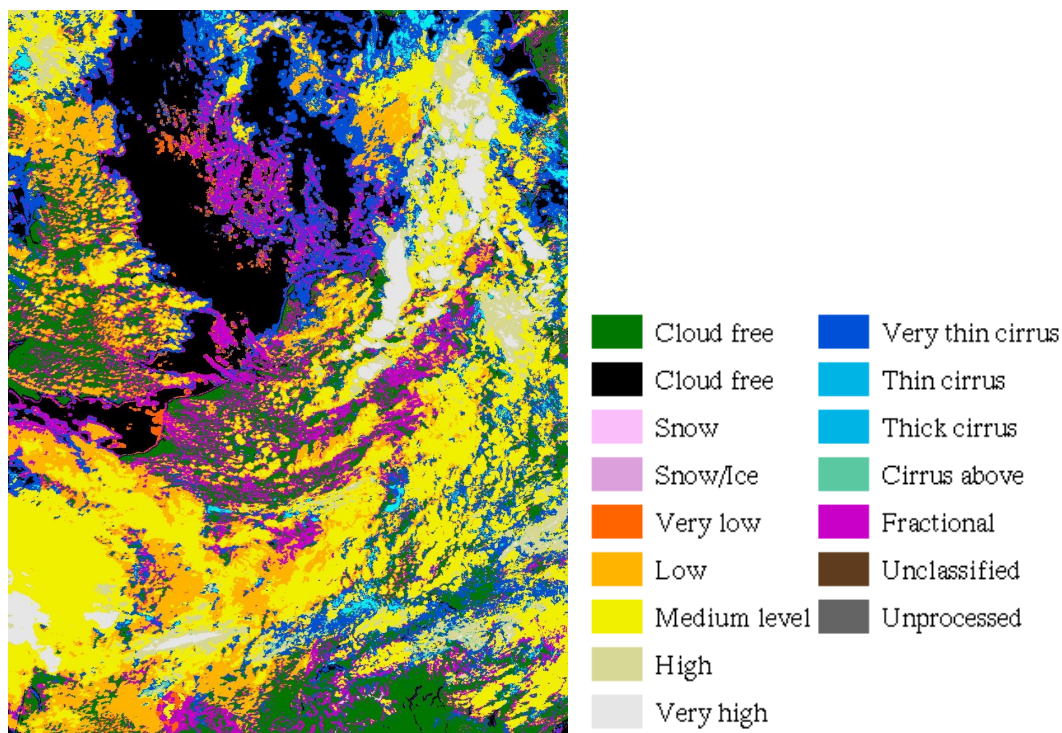 Cloud free
Cloud free
Snow
Snow/Ice
Very low
Low
Medium level
High
Very high
Very thin cirrus
Thin cirrus
Thick cirrus
Cirrus above
Fractional
Unclassified
Unprocessed